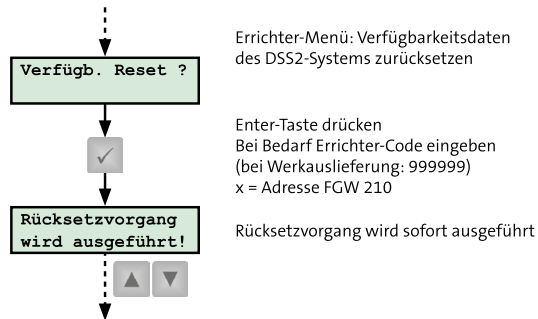 Errichter-Menü: Verfügbarkeitsdaten
des DSS2-Systems zurücksetzen
Verfügb. Reset ?
Enter-Taste drücken
Bei Bedarf Errichter-Code eingeben
(bei Werkauslieferung: 999999)
x = Adresse FGW 210
Rücksetzvorgang
wird ausgeführt!
Rücksetzvorgang wird sofort ausgeführt